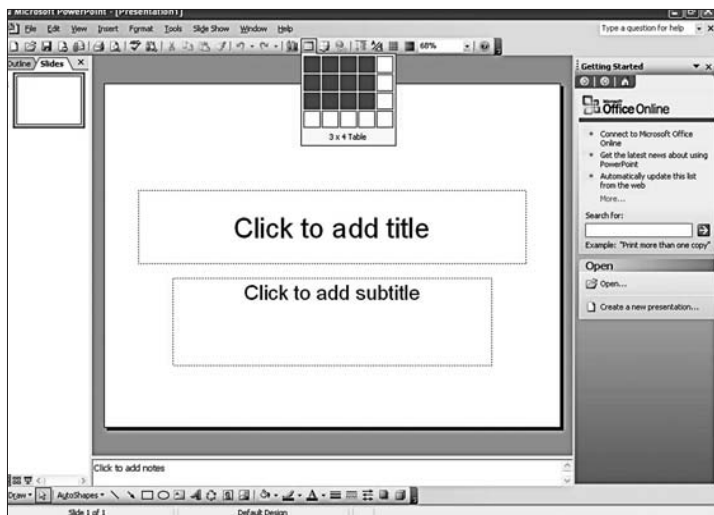 Microsoft PowerPoint - [Presentation1]
File Edit View Insert Format Tools Slide Show Window Help
Type a question for help
68%
Outline Slides
3 x 4 Table
Click to add title
Click to add subtitle
Click to add notes
Getting Started
Microsoft
Office Online
Connect to Microsoft Office
Online
Get the latest news about using
PowerPoint
Automatically update this list
from the web
More...
Search for:
Example: "Print more than one copy"
Open
Open...
Create a new presentation...
Draw AutoShapes
Slide 1 of 1
Default Design